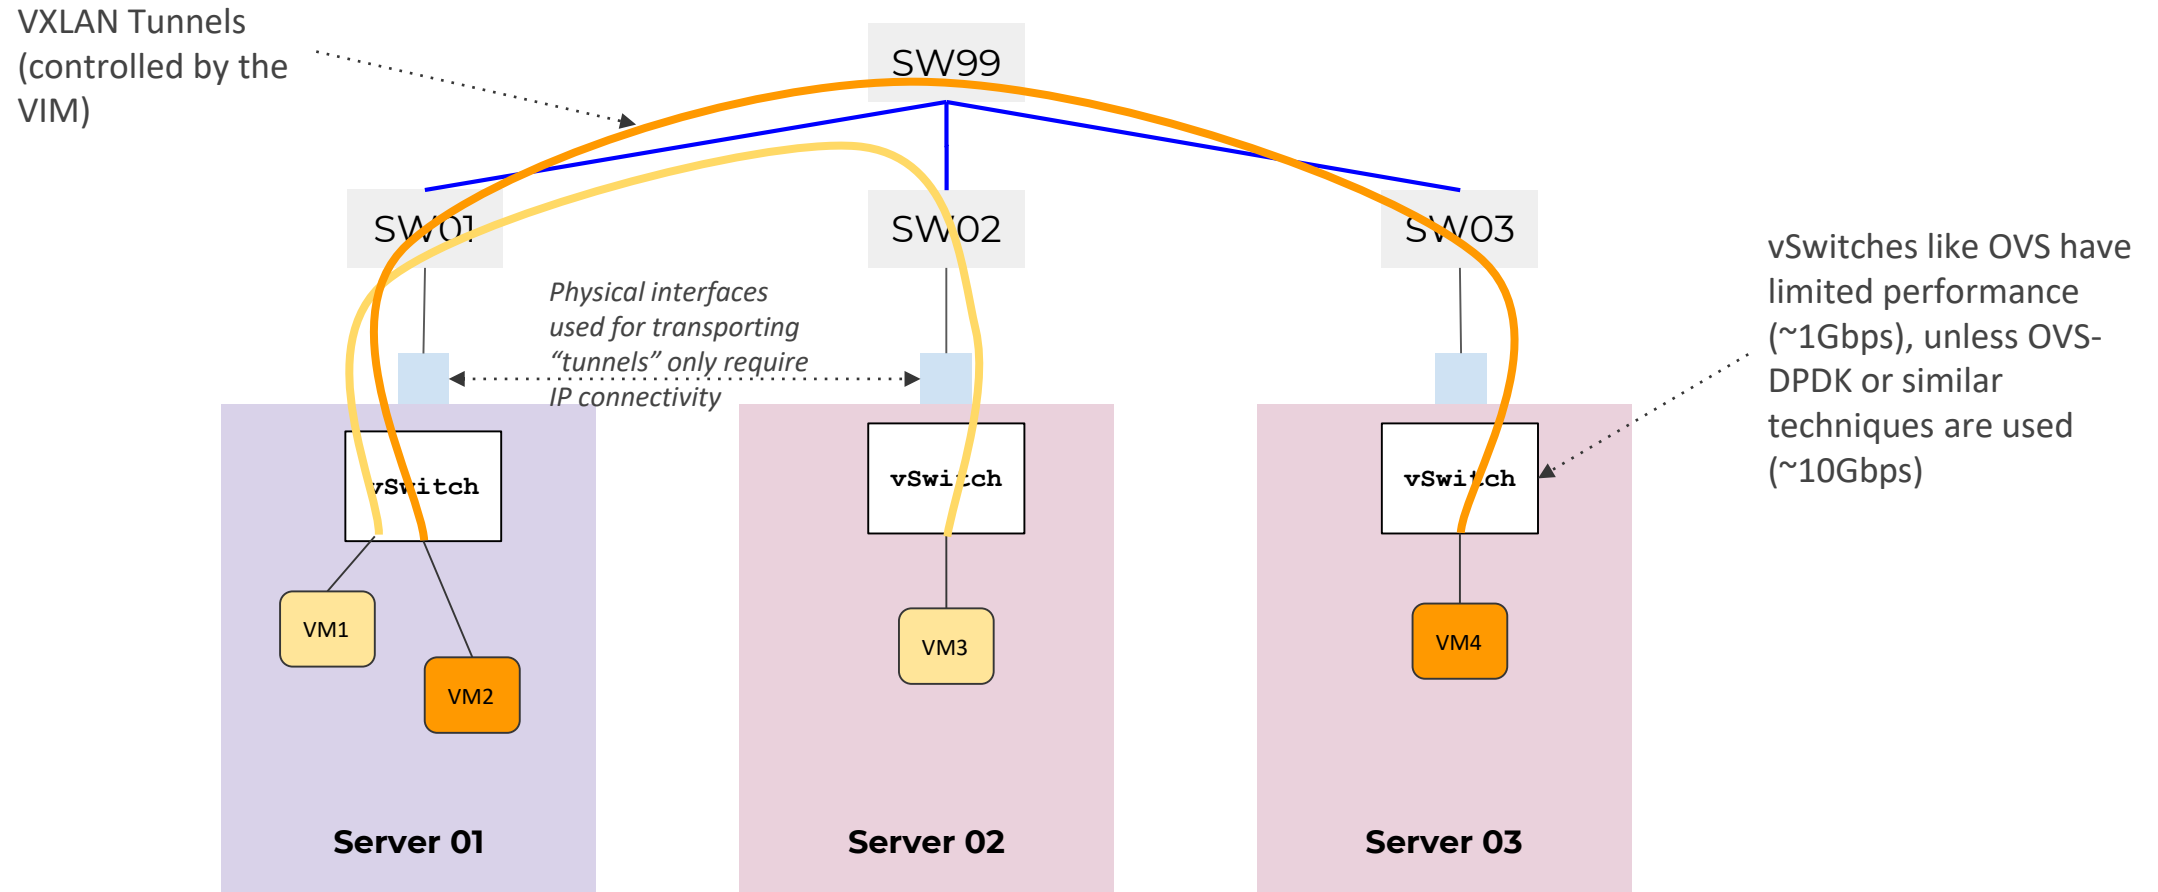 VXLAN Tunnels
(controlled by the
VIM)
SW99
SW01
SW02
SW03
Physical interfaces
used for transporting
“tunnels” only require
IP connectivity
vSwitches like OVS have
limited performance
(~1Gbps), unless OVS-
DPDK or similar
techniques are used
(~10Gbps)
vSwitch
vSwitch
vSwitch
VM1
VM2
VM3
VM4
Server 01
Server 02
Server 03